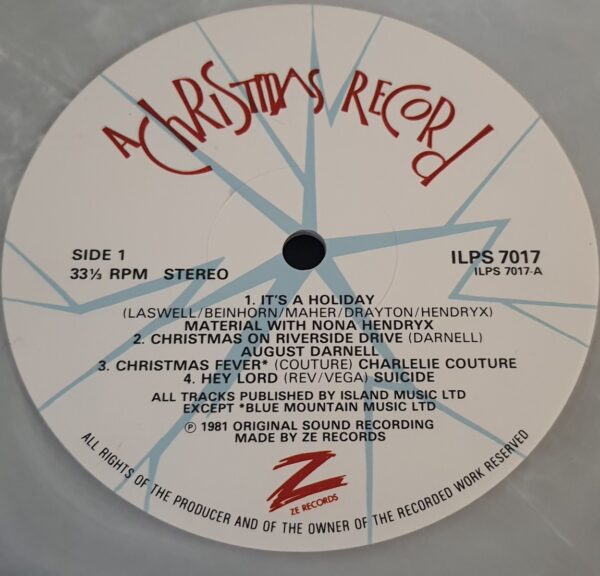 A CHRISTMAS RECORD
SIDE 1
33⅓ RPM STEREO
ILPS 7017
ILPS 7017-A
1. IT'S A HOLIDAY
(LASWELL/BEINHORN/MAHER/DRAYTON/HENDRYX)
MATERIAL WITH NONA HENDRYX
2. CHRISTMAS ON RIVERSIDE DRIVE (DARNELL)
AUGUST DARNELL
3. CHRISTMAS FEVER* (COUTURE) CHARLELIE COUTURE
4. HEY LORD (REV/VEGA) SUICIDE
ALL TRACKS PUBLISHED BY ISLAND MUSIC LTD
EXCEPT *BLUE MOUNTAIN MUSIC LTD
℗ 1981 ORIGINAL SOUND RECORDING
MADE BY ZE RECORDS
Z
ZE RECORDS
ALL RIGHTS OF THE PRODUCER AND OF THE OWNER OF THE RECORDED WORK RESERVED